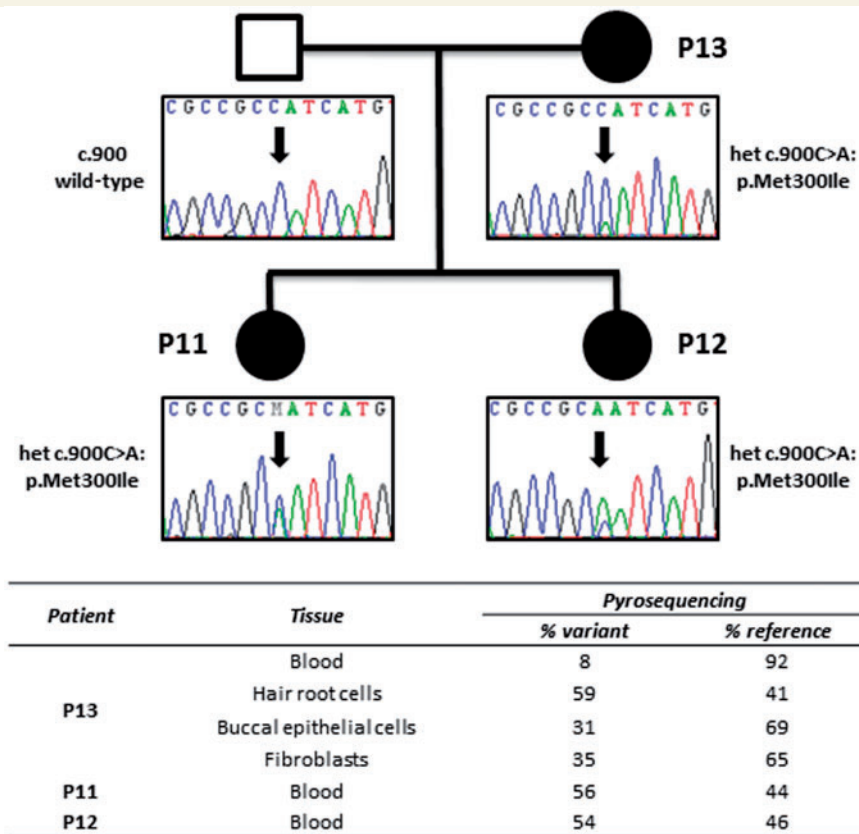 P13
CGCCGCCATCATG
CGCCGCCATCATG
c.900
wild-type
het c.900C>A:
p.Met300Ile
P11
P12
CGCCGCMATCATG
CGCCGCAATCATG
het c.900C>A:
p.Met300Ile
het c.900C>A:
p.Met300Ile
Patient Tissue Pyrosequencing
% variant % reference
P13 Blood 8 92
Hair root cells 59 41
Buccal epithelial cells 31 69
Fibroblasts 35 65
P11 Blood 56 44
P12 Blood 54 46